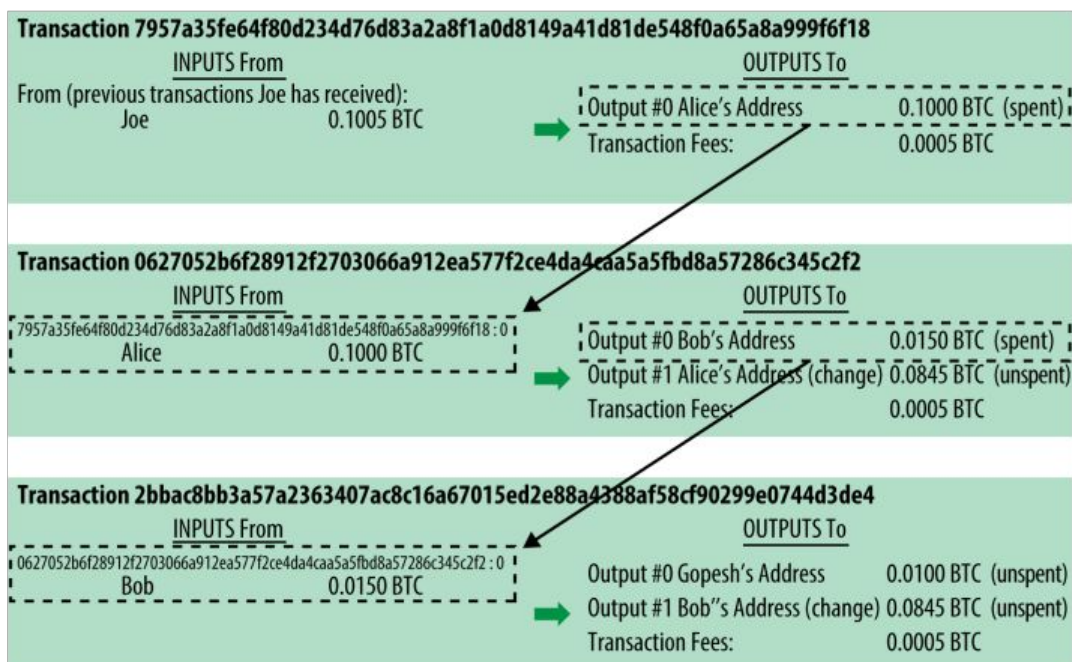 Transaction 7957a35fe64f80d234d76d83a2a8f1a0d8149a41d81de548f0a65a8a999f6f18
INPUTS From
OUTPUTS To
From (previous transactions Joe has received):
Joe 0.1005 BTC
Output #0 Alice’s Address 0.1000 BTC (spent)
Transaction Fees: 0.0005 BTC
Transaction 0627052b6f28912f2703066a912ea577f2ce4da4caa5a5fbd8a57286c345c2f2
INPUTS From
OUTPUTS To
7957a35fe64f80d234d76d83a2a8f1a0d8149a41d81de548f0a65a8a999f6f18 : 0
Alice 0.1000 BTC
Output #0 Bob’s Address 0.0150 BTC (spent)
Output #1 Alice’s Address (change) 0.0845 BTC (unspent)
Transaction Fees: 0.0005 BTC
Transaction 2bbac8bb3a57a2363407ac8c16a67015ed2e88a4388af58cf90299e0744d3de4
INPUTS From
OUTPUTS To
0627052b6f28912f2703066a912ea577f2ce4da4caa5a5fbd8a57286c345c2f2 : 0
Bob 0.0150 BTC
Output #0 Gopesh’s Address 0.0100 BTC (unspent)
Output #1 Bob”s Address (change) 0.0845 BTC (unspent)
Transaction Fees: 0.0005 BTC